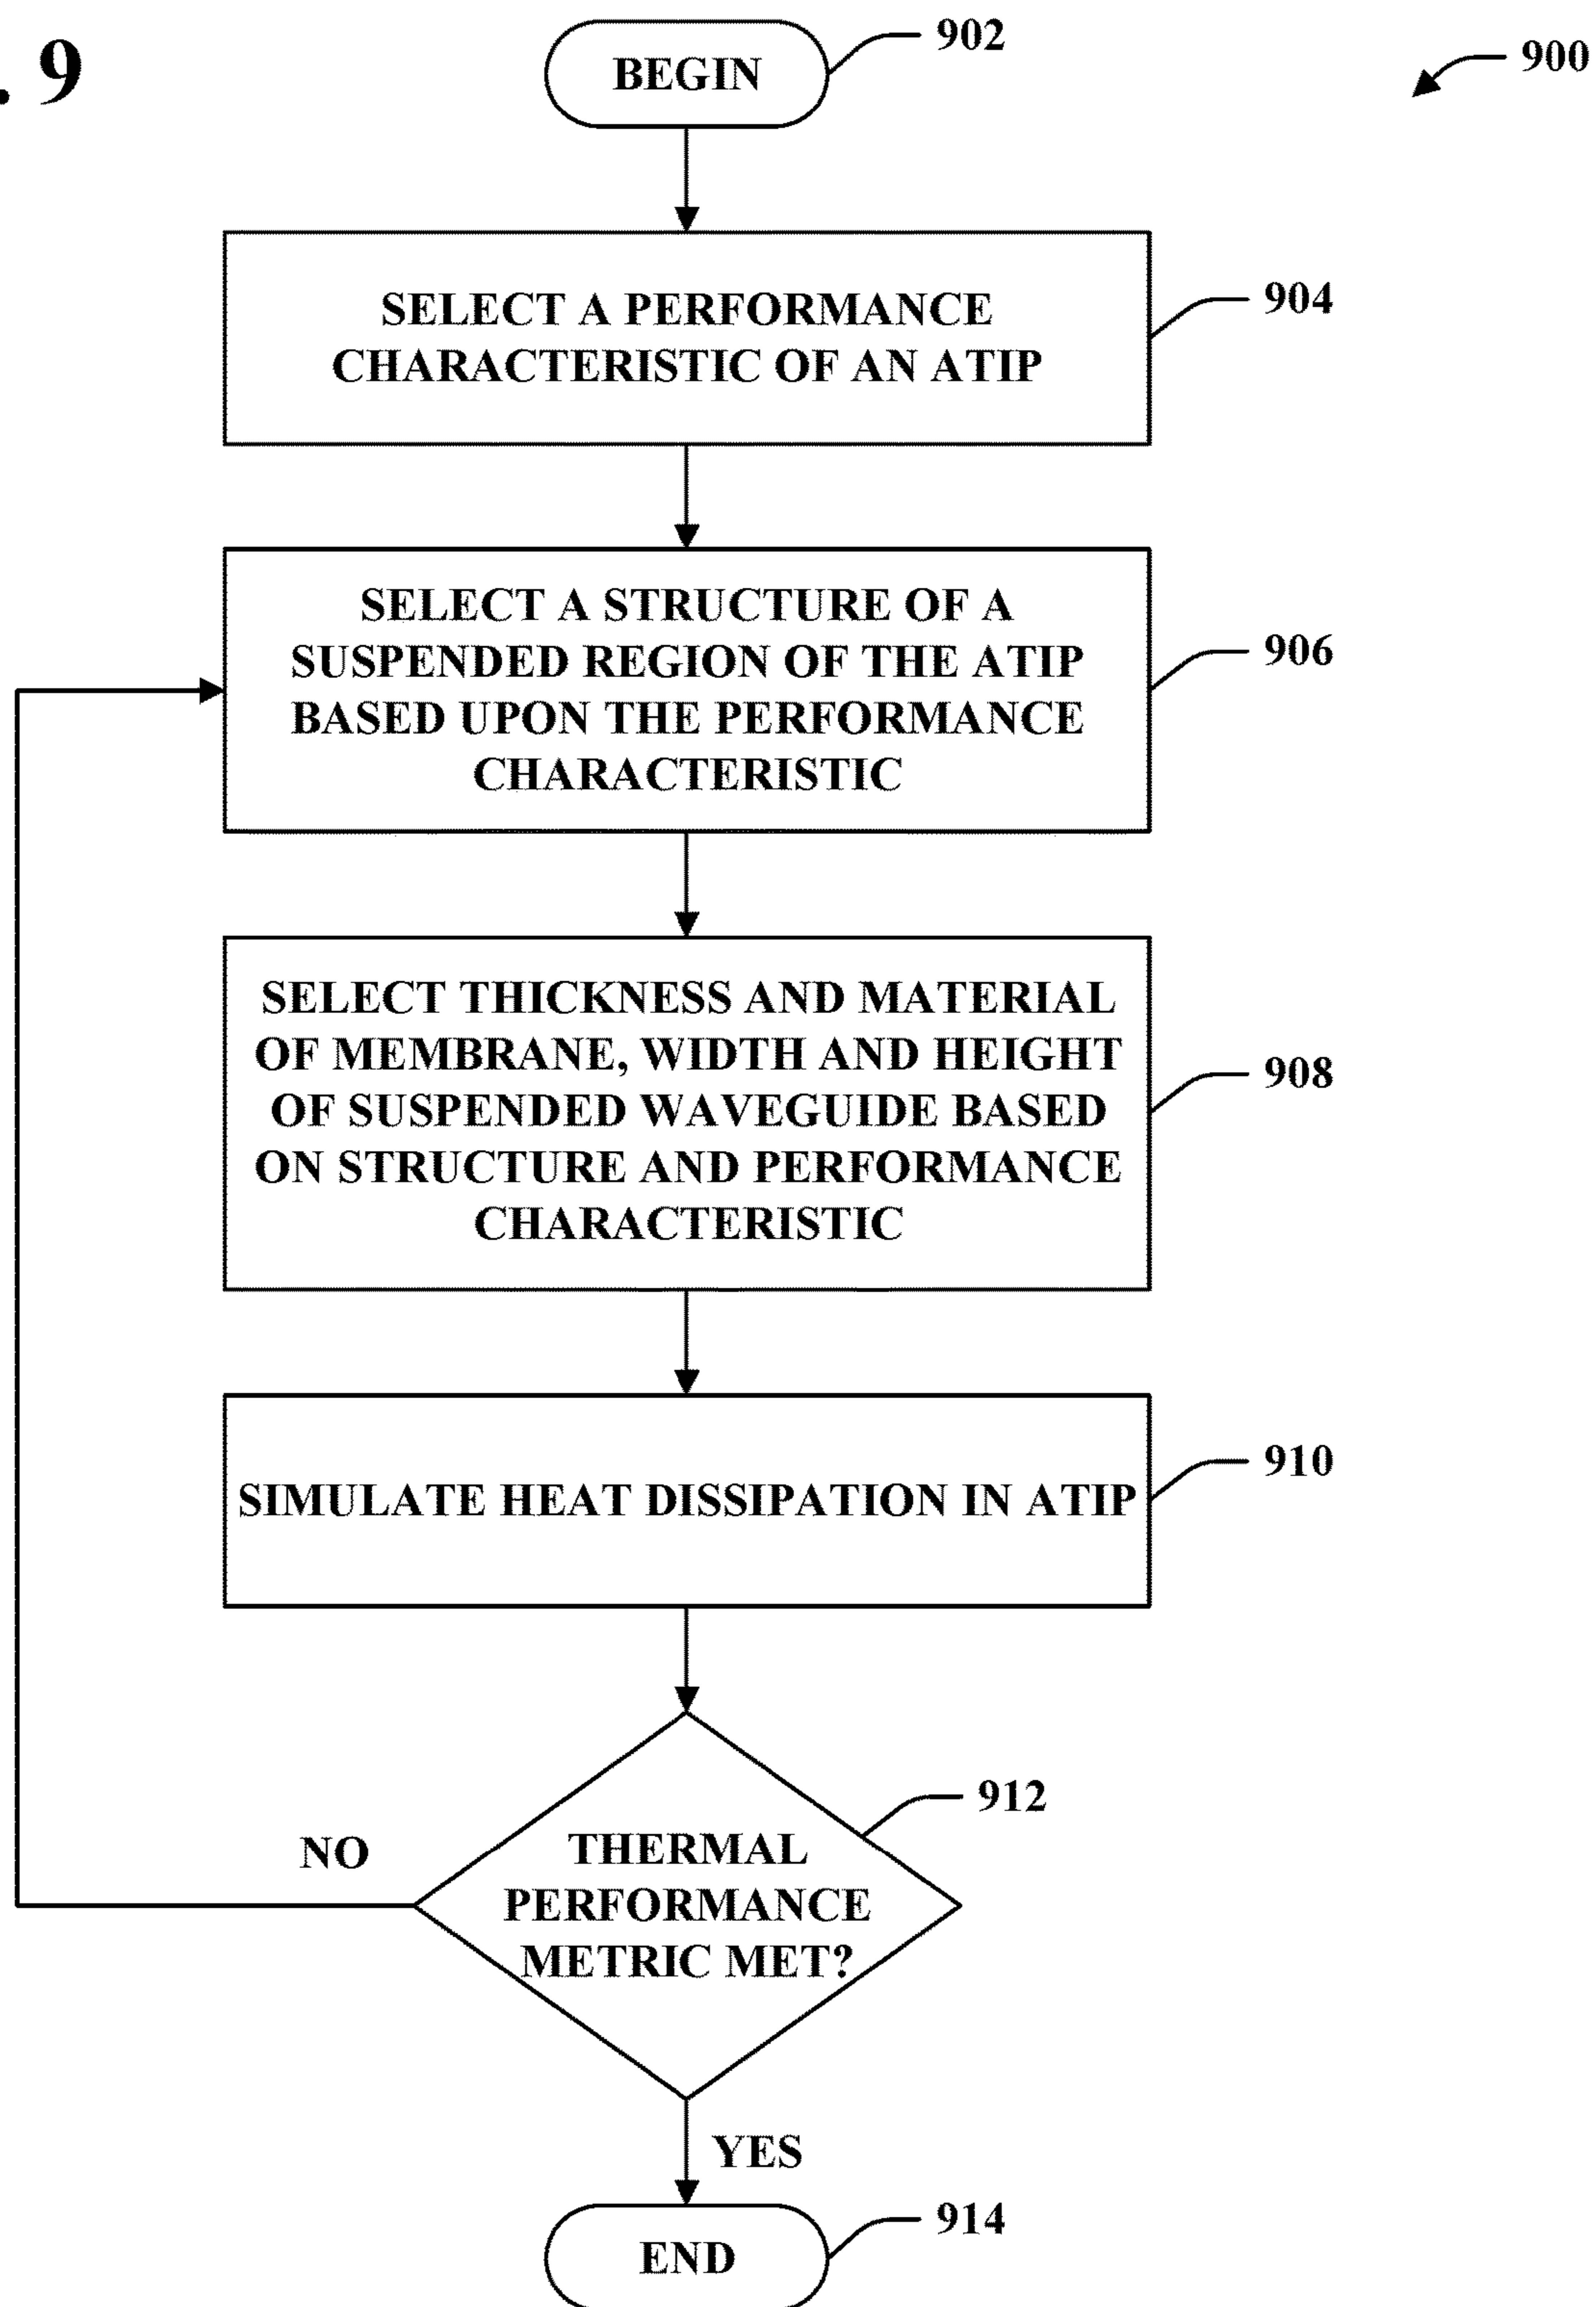 . 9
BEGIN
902
900
SELECT A PERFORMANCE
CHARACTERISTIC OF AN ATIP
904
SELECT A STRUCTURE OF A
SUSPENDED REGION OF THE ATIP
BASED UPON THE PERFORMANCE
CHARACTERISTIC
906
SELECT THICKNESS AND MATERIAL
OF MEMBRANE, WIDTH AND HEIGHT
OF SUSPENDED WAVEGUIDE BASED
ON STRUCTURE AND PERFORMANCE
CHARACTERISTIC
908
SIMULATE HEAT DISSIPATION IN ATIP
910
912
NO
THERMAL
PERFORMANCE
METRIC MET?
YES
END
914